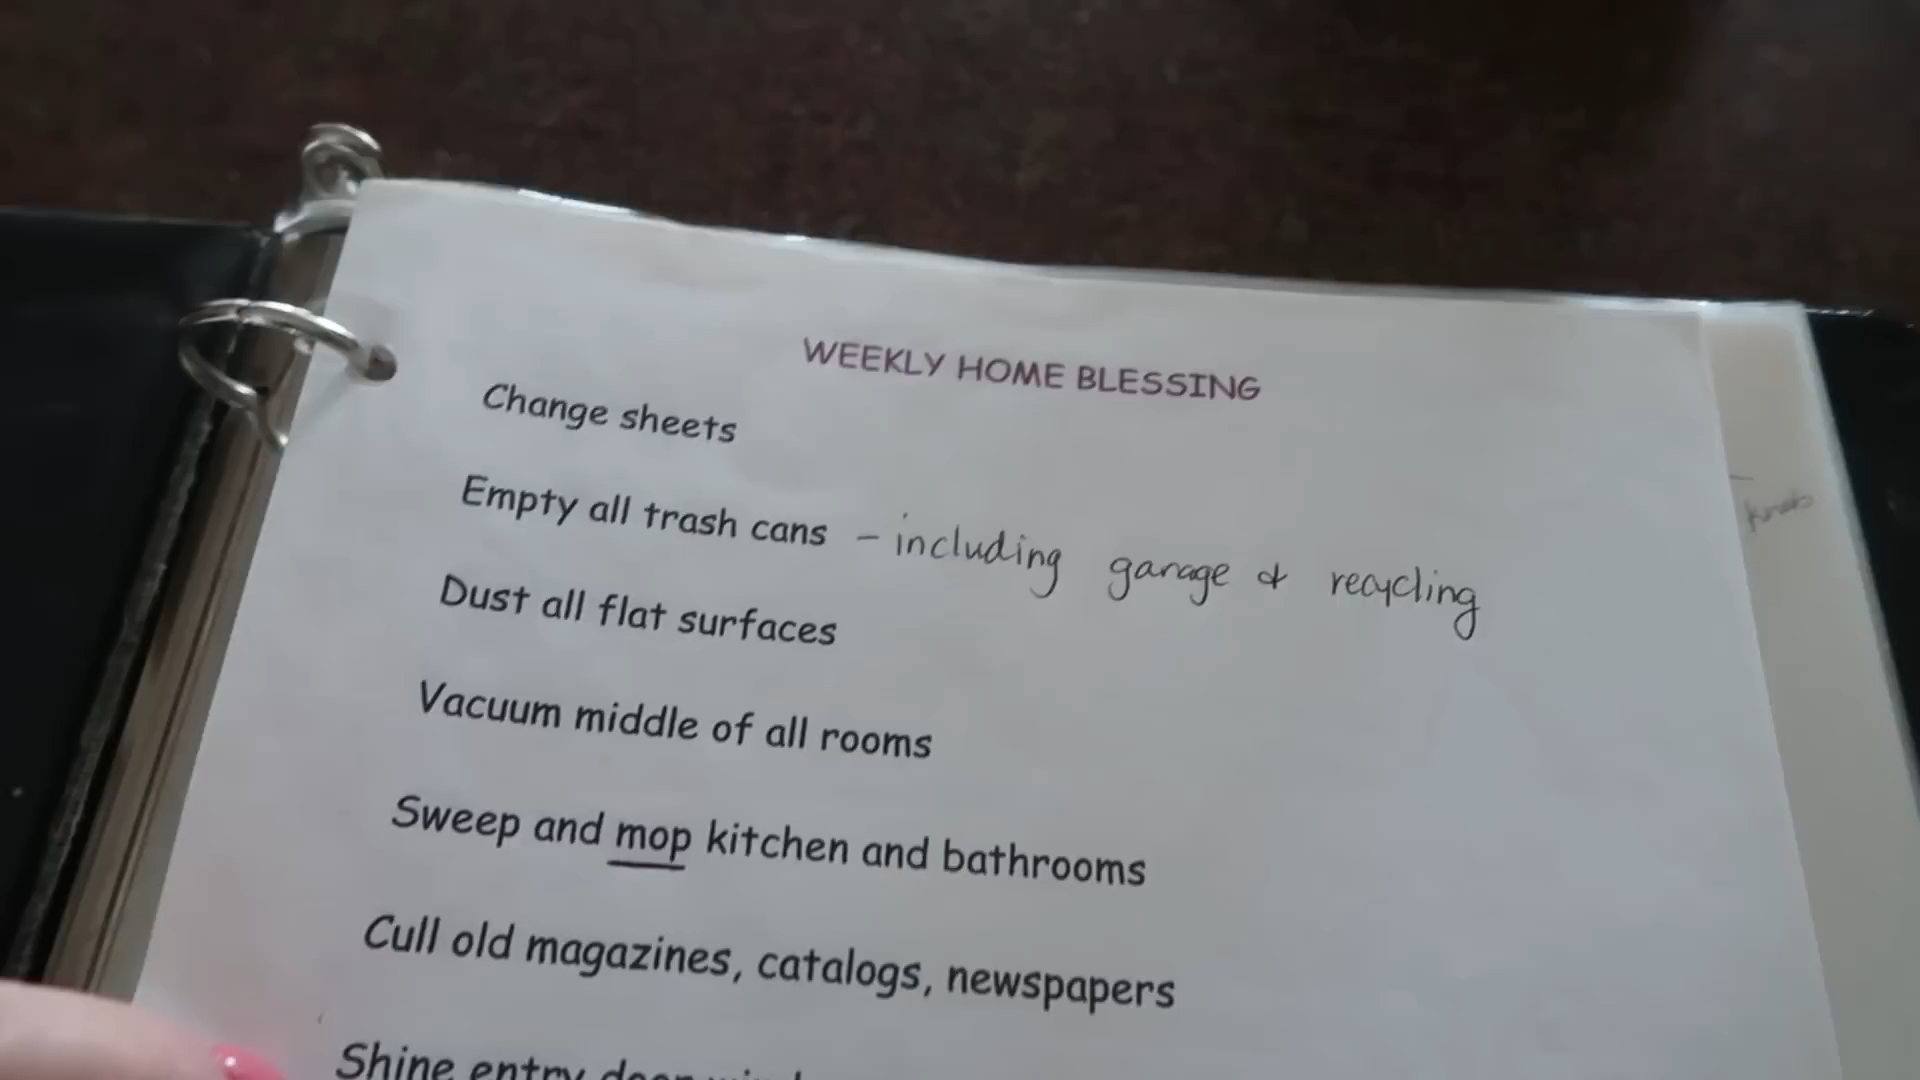 WEEKLY HOME BLESSING
Change sheets
Empty all trash cans - including garage & recycling
Dust all flat surfaces
Vacuum middle of all rooms
Sweep and mop kitchen and bathrooms
Cull old magazines, catalogs, newspapers
Shine entry door